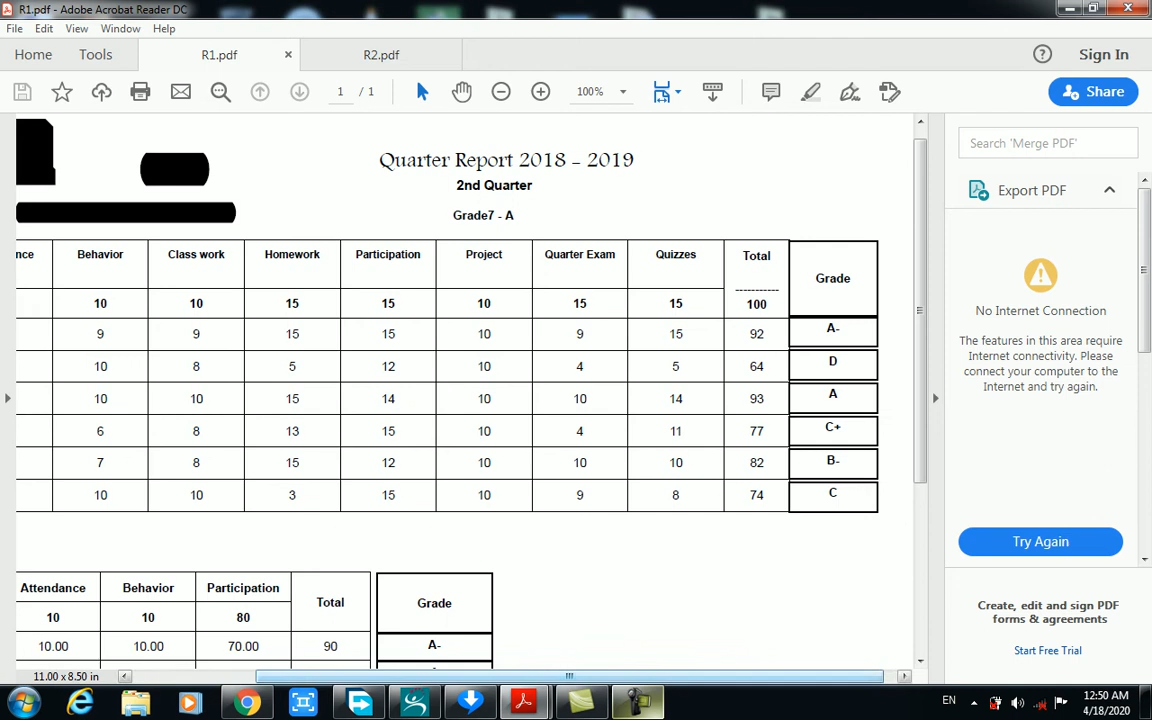 R1.pdf - Adobe Acrobat Reader DC
File Edit View Window Help
Home Tools R1.pdf × R2.pdf Sign In
1 / 1 100% Share
Quarter Report 2018 - 2019
2nd Quarter
Grade7 - A
nce Behavior Class work Homework Participation Project Quarter Exam Quizzes Total Grade
-----------
10 10 15 15 10 15 15 100
9 9 15 15 10 9 15 92 A-
10 8 5 12 10 4 5 64 D
10 10 15 14 10 10 14 93 A
6 8 13 15 10 4 11 77 C+
7 8 15 12 10 10 10 82 B-
10 10 3 15 10 9 8 74 C
Attendance Behavior Participation Total Grade
10 10 80
10.00 10.00 70.00 90 A-
11.00 x 8.50 in
Search 'Merge PDF'
Export PDF
No Internet Connection
The features in this area require
Internet connectivity. Please
connect your computer to the
Internet and try again.
Try Again
Create, edit and sign PDF
forms & agreements
Start Free Trial
EN 12:50 AM
4/18/2020